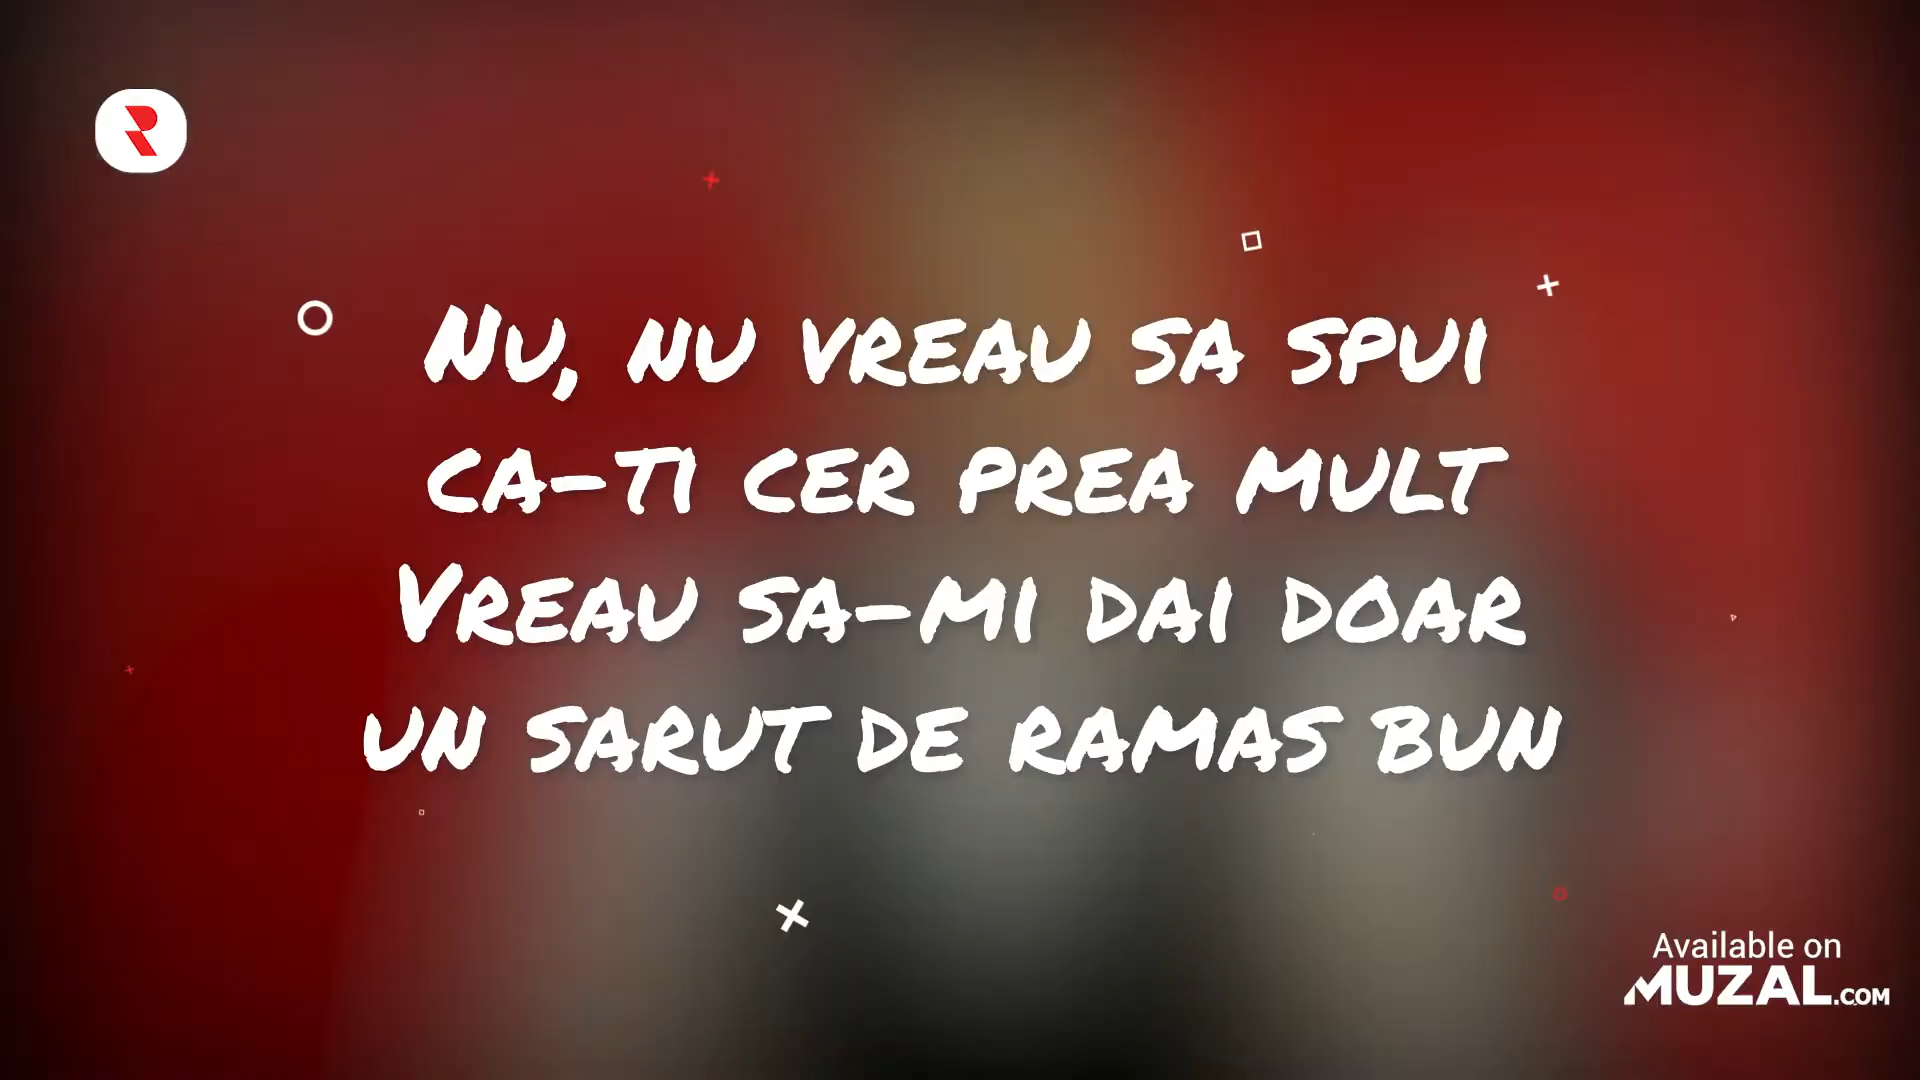 Nu, nu vreau sa spui
ca-ti cer prea mult
Vreau sa-mi dai doar
un sarut de ramas bun
Available on
MUZAL.COM